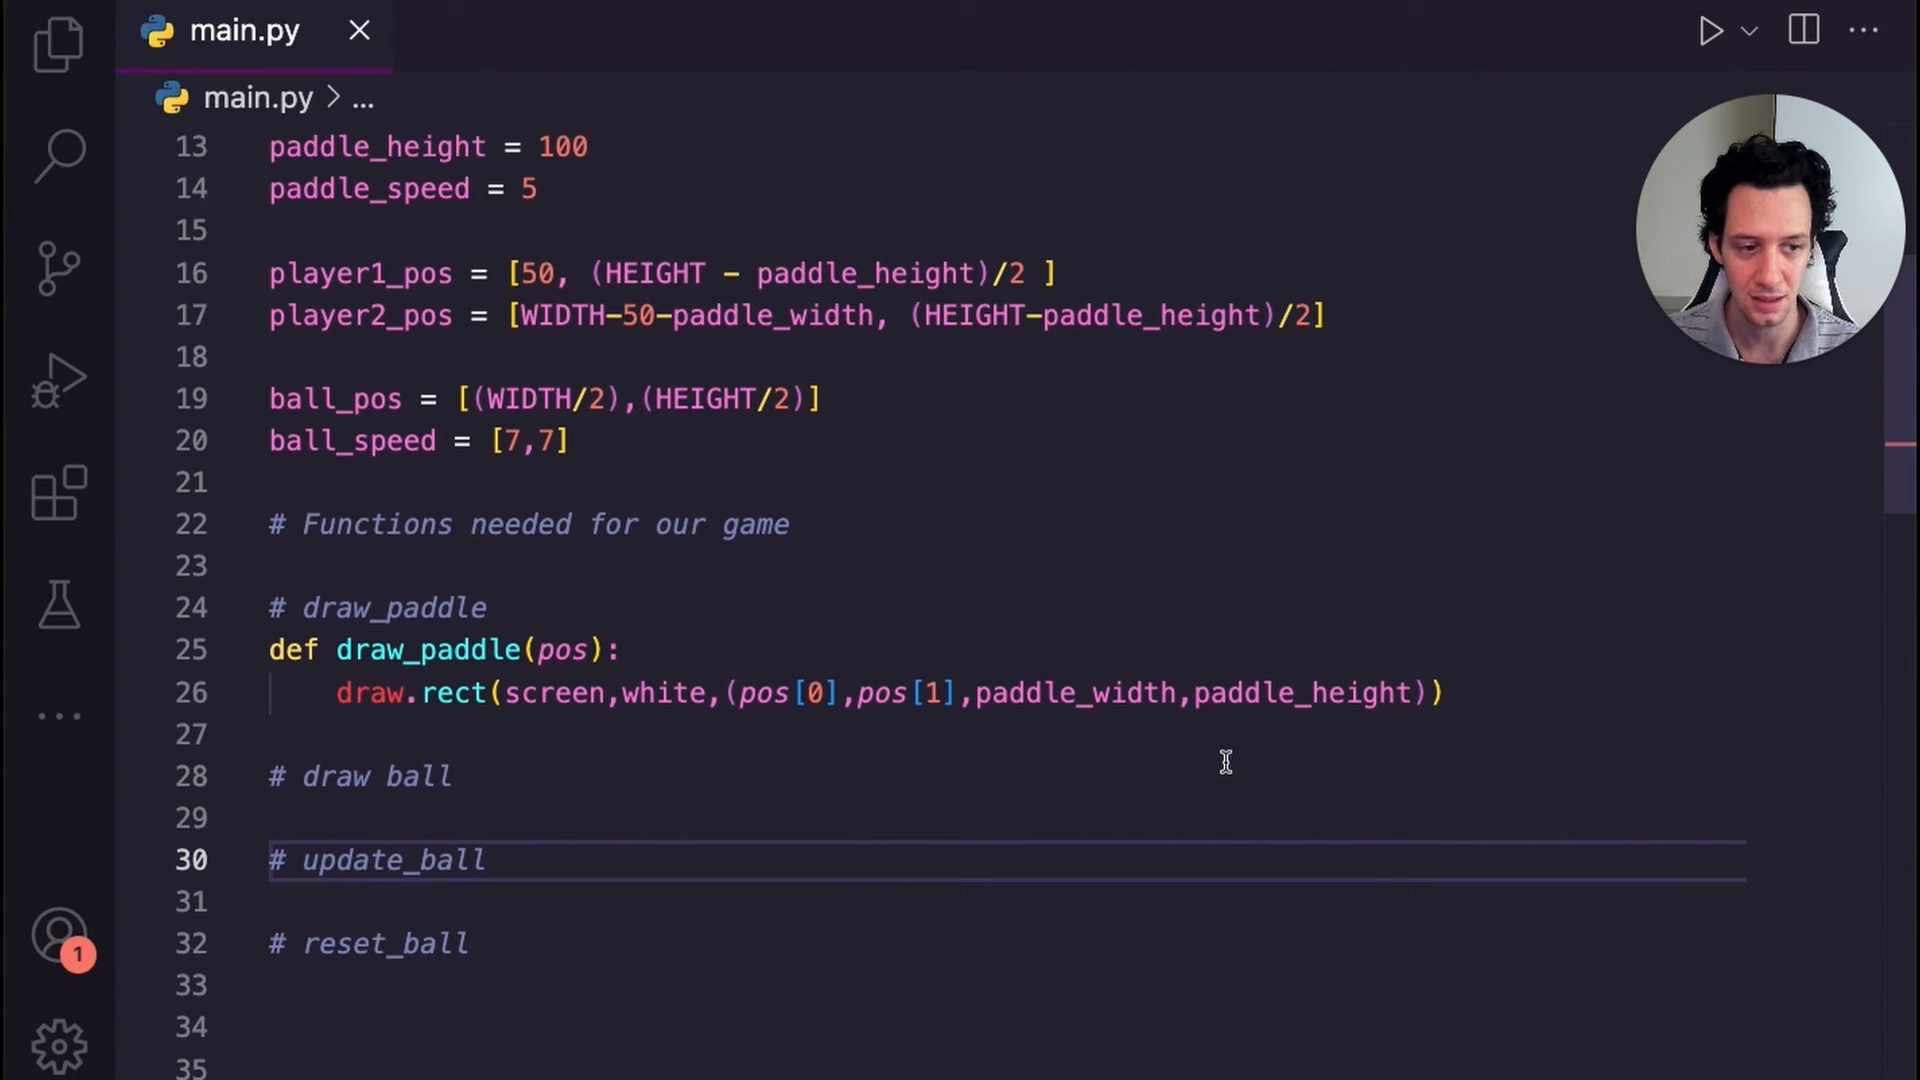 main.py
main.py > ...
13 paddle_height = 100
14 paddle_speed = 5
15
16 player1_pos = [50, (HEIGHT - paddle_height)/2 ]
17 player2_pos = [WIDTH-50-paddle_width, (HEIGHT-paddle_height)/2]
18
19 ball_pos = [(WIDTH/2),(HEIGHT/2)]
20 ball_speed = [7,7]
21
22 # Functions needed for our game
23
24 # draw_paddle
25 def draw_paddle(pos):
26 draw.rect(screen,white,(pos[0],pos[1],paddle_width,paddle_height))
27
28 # draw ball
29
30 # update_ball
31
32 # reset_ball
33
34
35
1